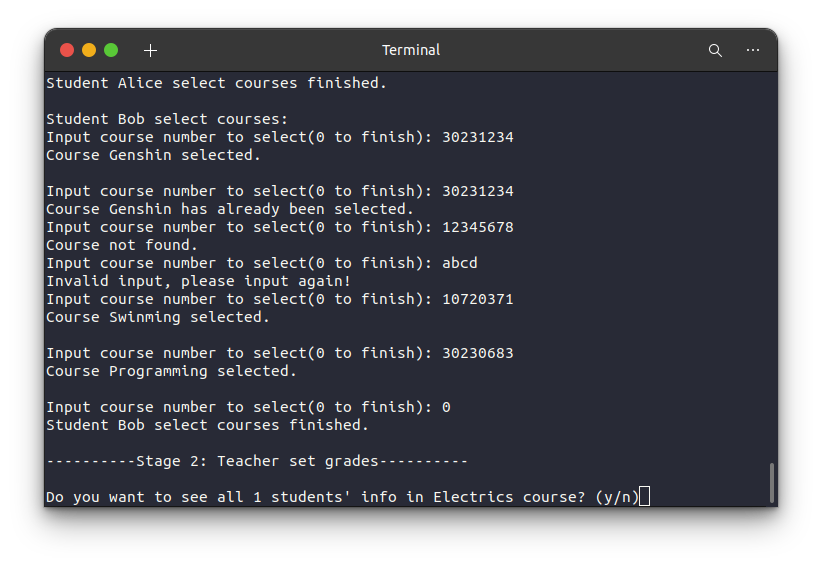 Terminal
Student Alice select courses finished.
Student Bob select courses:
Input course number to select(0 to finish): 30231234
Course Genshin selected.
Input course number to select(0 to finish): 30231234
Course Genshin has already been selected.
Input course number to select(0 to finish): 12345678
Course not found.
Input course number to select(0 to finish): abcd
Invalid input, please input again!
Input course number to select(0 to finish): 10720371
Course Swinming selected.
Input course number to select(0 to finish): 30230683
Course Programming selected.
Input course number to select(0 to finish): 0
Student Bob select courses finished.
----------Stage 2: Teacher set grades----------
Do you want to see all 1 students' info in Electrics course? (y/n)